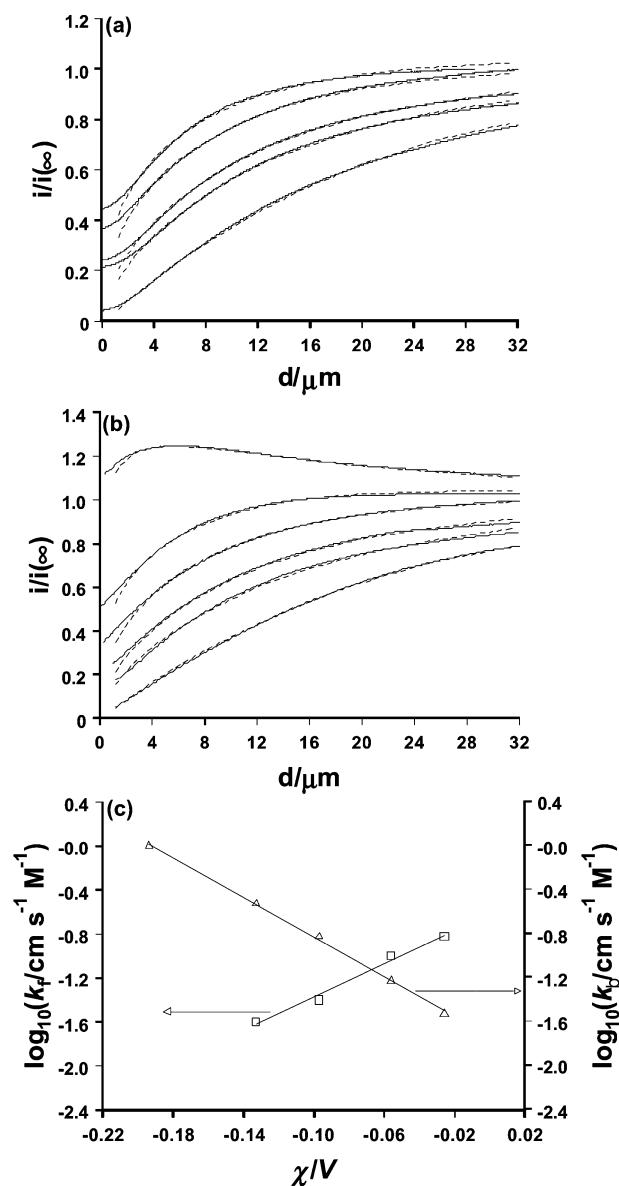 (a)
i/i(∞)
1.2
1.0
0.8
0.6
0.4
0.2
0
0 4 8 12 16 20 24 28 32
d/μm
(b)
i/i(∞)
1.4
1.2
1.0
0.8
0.6
0.4
0.2
0
0 4 8 12 16 20 24 28 32
d/μm
(c)
log₁₀(k_f/cm s⁻¹ M⁻¹)
0.4 0.4
-0.0 -0.0
-0.4 -0.4
-0.8 -0.8
-1.2 -1.2
-1.6 -1.6
-2.0 -2.0
-2.4 -2.4
log₁₀(k_b/cm s⁻¹ M⁻¹)
-0.22 -0.18 -0.14 -0.10 -0.06 -0.02 0.02
χ/V